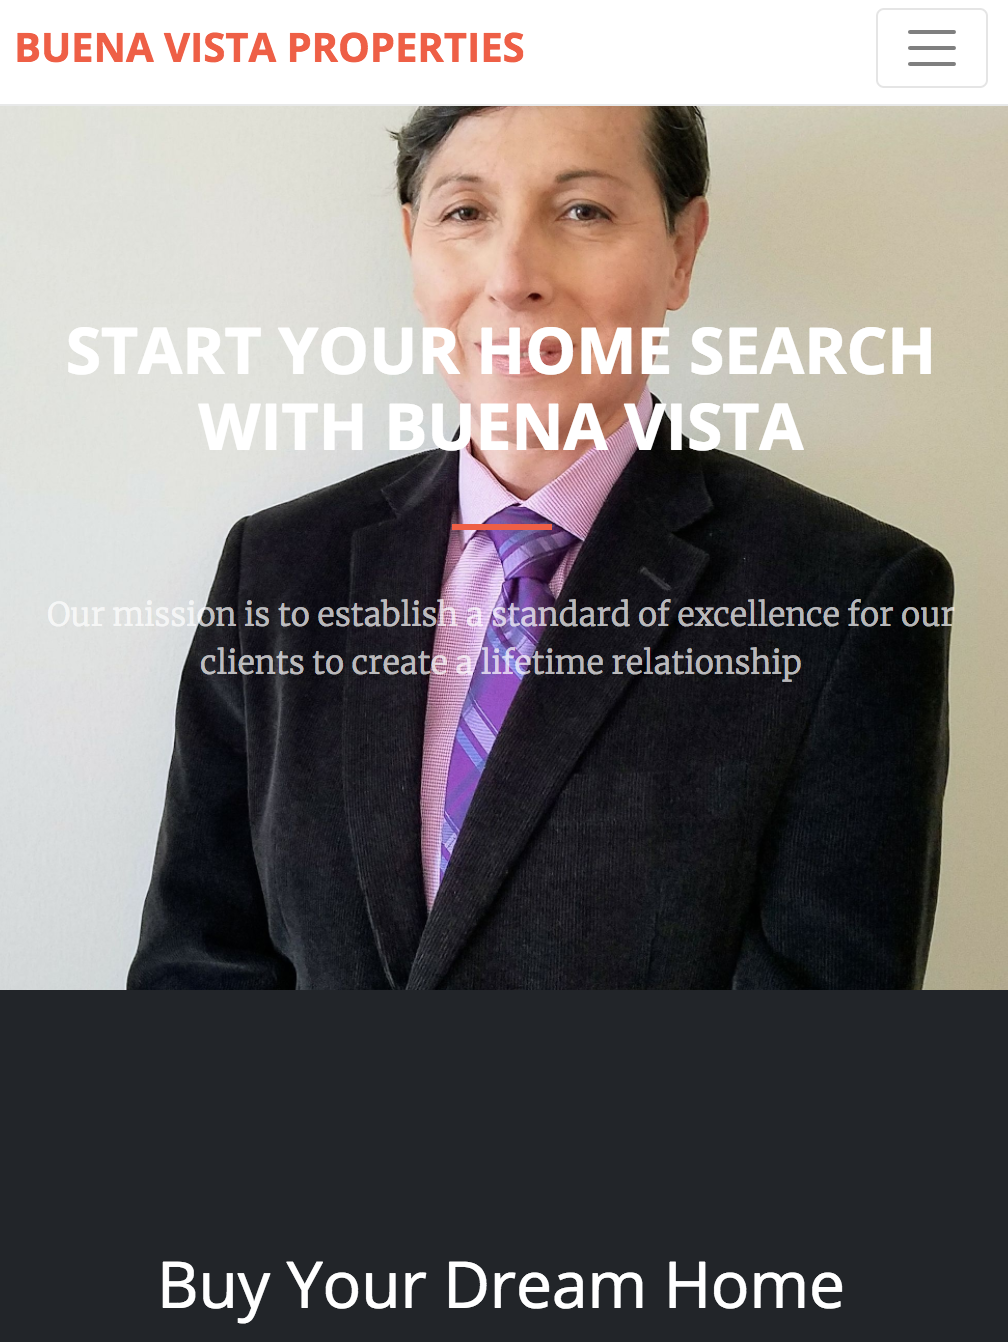 BUENA VISTA PROPERTIES
START YOUR HOME SEARCH
WITH BUENA VISTA
Our mission is to establish a standard of excellence for our
clients to create a lifetime relationship
Buy Your Dream Home